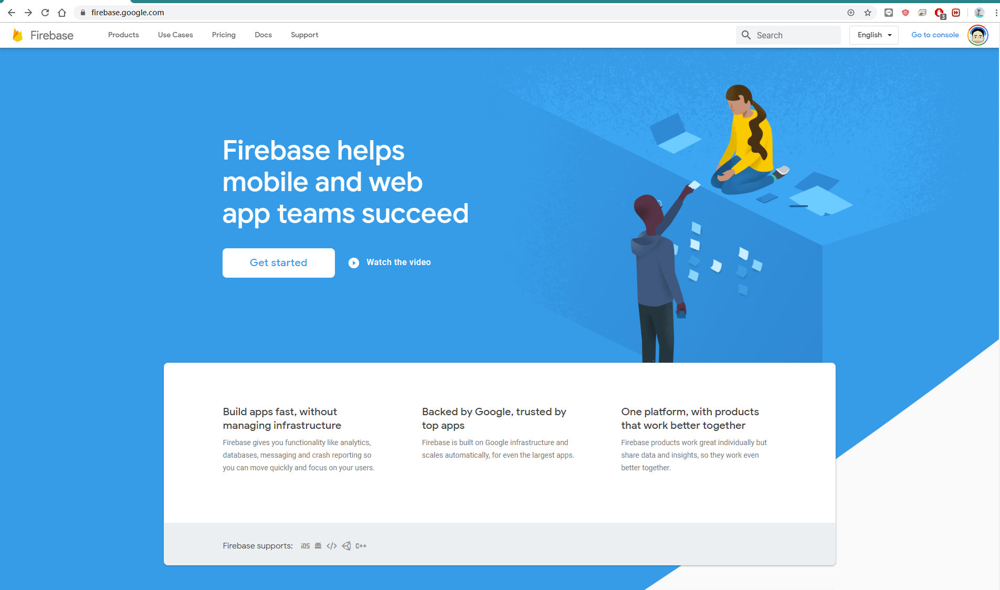 firebase.google.com
3
Firebase
Products Use Cases Pricing Docs Support
Search
English
Go to console
Firebase helps
mobile and web
app teams succeed
Get started
Watch the video
Build apps fast, without
managing infrastructure
Firebase gives you functionality like analytics,
databases, messaging and crash reporting so
you can move quickly and focus on your users.
Backed by Google, trusted by
top apps
Firebase is built on Google infrastructure and
scales automatically, for even the largest apps.
One platform, with products
that work better together
Firebase products work great individually but
share data and insights, so they work even
better together.
Firebase supports: iOS </> C++